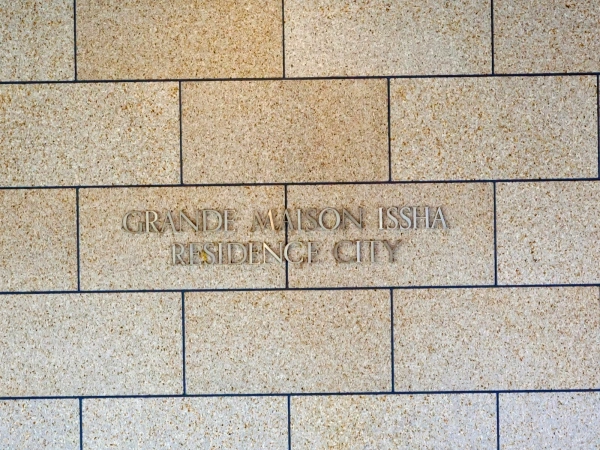 GRANDE MAISON ISSHA
RESIDENCE CITY